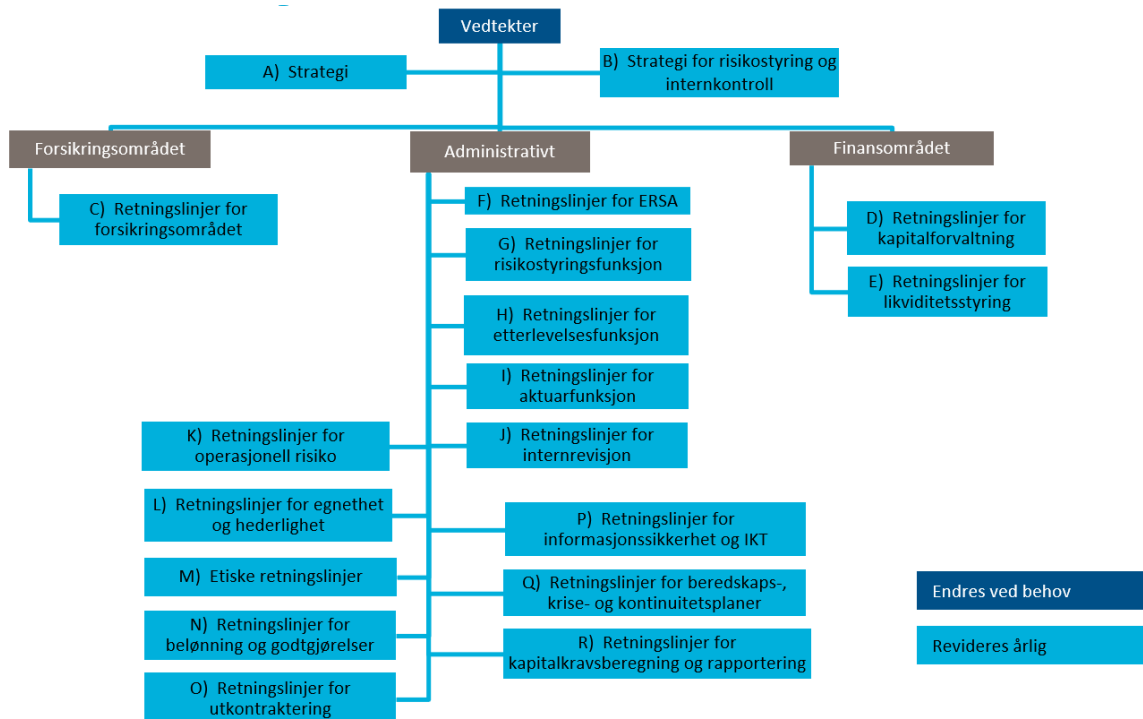 Vedtekter
A) Strategi
B) Strategi for risikostyring og
internkontroll
Forsikringsområdet
Administrativt
Finansområdet
C) Retningslinjer for
forsikringsområdet
F) Retningslinjer for ERSA
G) Retningslinjer for
risikostyringsfunksjon
H) Retningslinjer for
etterlevelsesfunksjon
I) Retningslinjer for
aktuarfunksjon
J) Retningslinjer for
internrevisjon
D) Retningslinjer for
kapitalforvaltning
E) Retningslinjer for
likviditetsstyring
K) Retningslinjer for
operasjonell risiko
L) Retningslinjer for egnethet
og hederlighet
M) Etiske retningslinjer
N) Retningslinjer for
belønning og godtgjørelser
O) Retningslinjer for
utkontraktering
P) Retningslinjer for
informasjonssikkerhet og IKT
Q) Retningslinjer for beredskaps-,
krise- og kontinuitetsplaner
R) Retningslinjer for
kapitalkravsberegning og rapportering
Endres ved behov
Revideres årlig